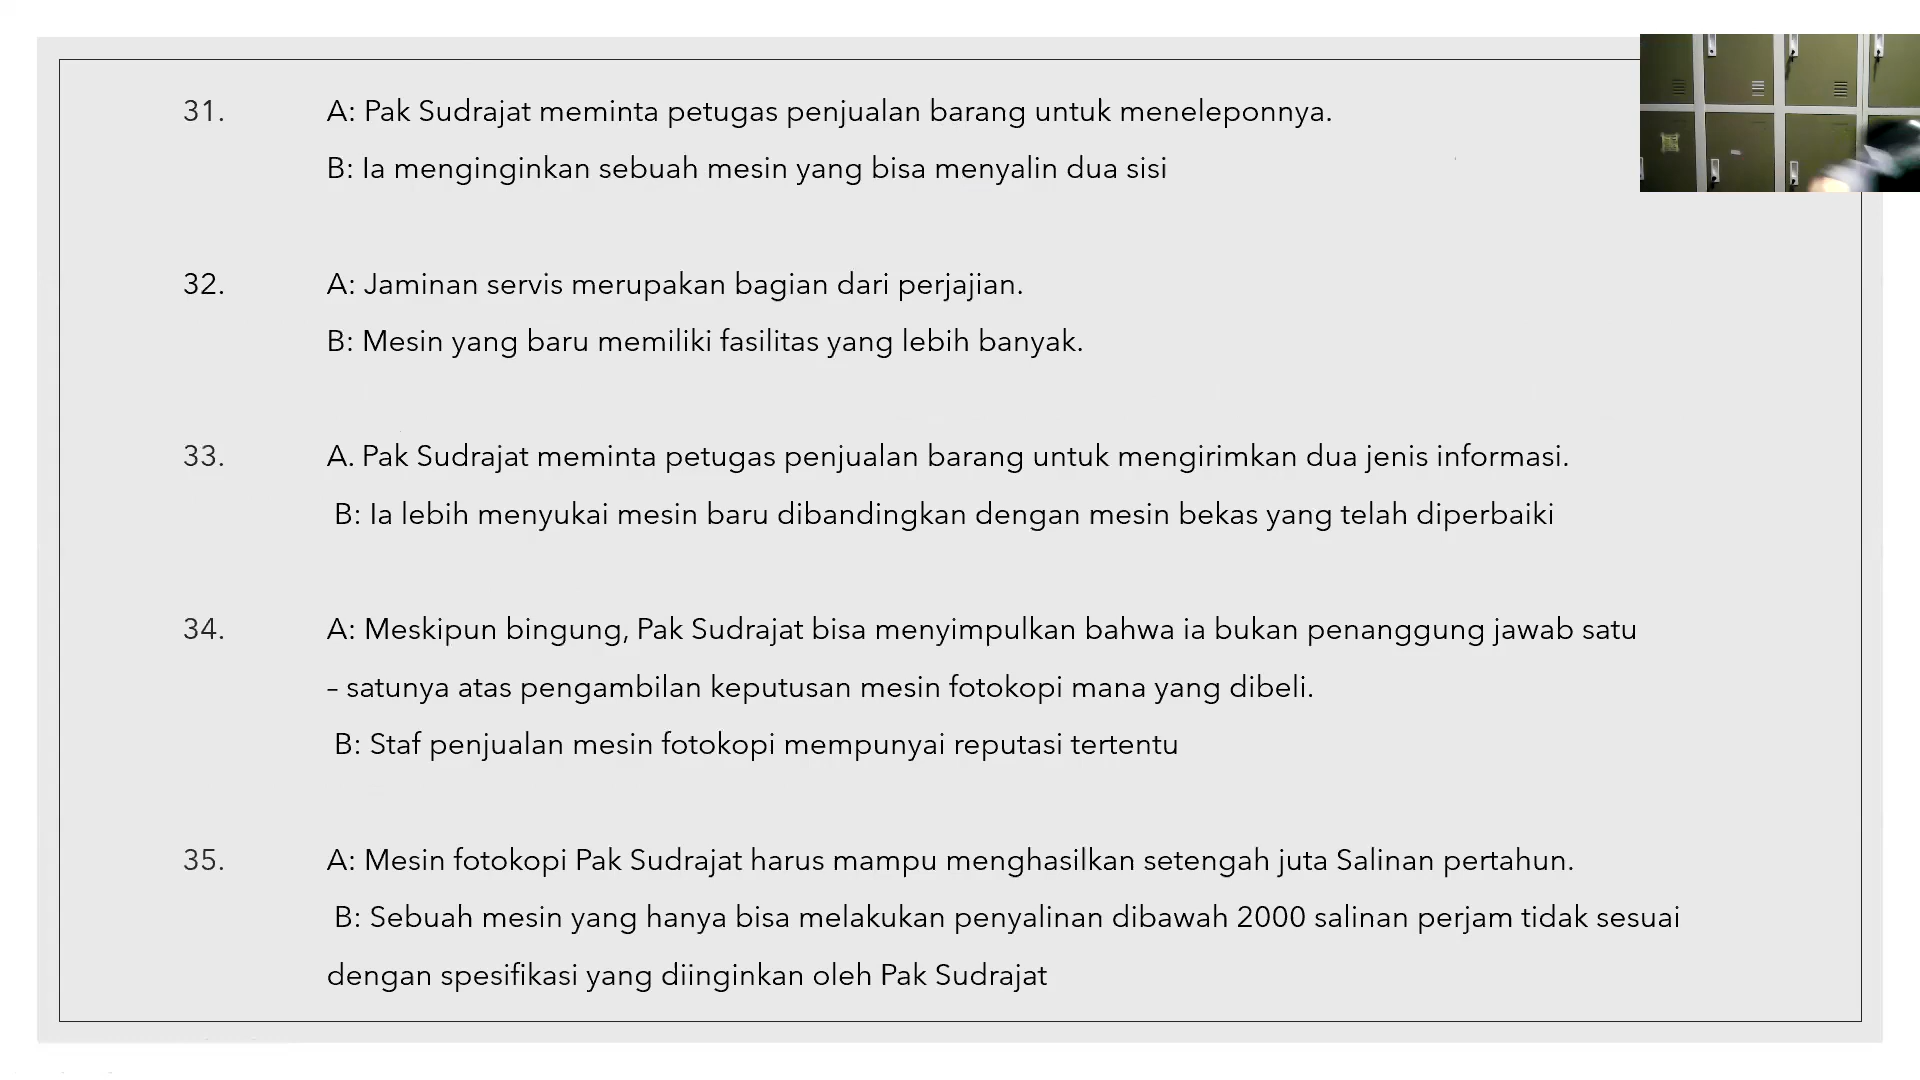 31. A: Pak Sudrajat meminta petugas penjualan barang untuk meneleponnya.
B: Ia menginginkan sebuah mesin yang bisa menyalin dua sisi
32. A: Jaminan servis merupakan bagian dari perjajian.
B: Mesin yang baru memiliki fasilitas yang lebih banyak.
33. A. Pak Sudrajat meminta petugas penjualan barang untuk mengirimkan dua jenis informasi.
B: Ia lebih menyukai mesin baru dibandingkan dengan mesin bekas yang telah diperbaiki
34. A: Meskipun bingung, Pak Sudrajat bisa menyimpulkan bahwa ia bukan penanggung jawab satu
– satunya atas pengambilan keputusan mesin fotokopi mana yang dibeli.
B: Staf penjualan mesin fotokopi mempunyai reputasi tertentu
35. A: Mesin fotokopi Pak Sudrajat harus mampu menghasilkan setengah juta Salinan pertahun.
B: Sebuah mesin yang hanya bisa melakukan penyalinan dibawah 2000 salinan perjam tidak sesuai
dengan spesifikasi yang diinginkan oleh Pak Sudrajat